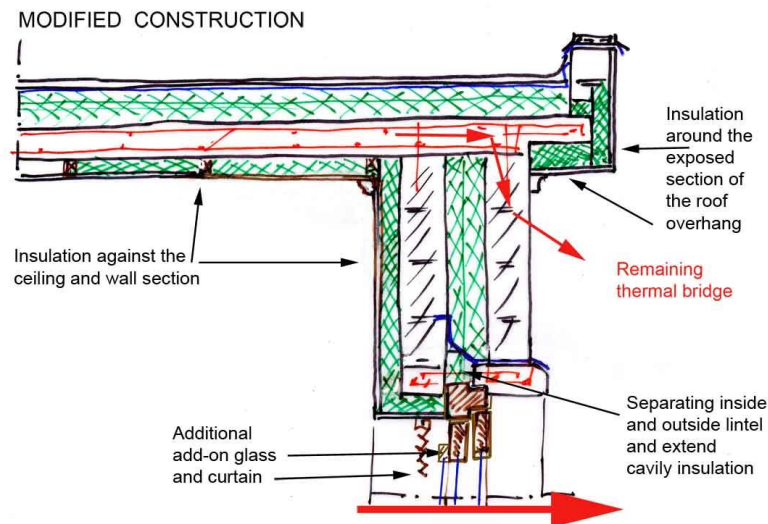 MODIFIED CONSTRUCTION
Insulation
around the
exposed
section of
the roof
overhang
Insulation against the
ceiling and wall section
Remaining
thermal bridge
Additional
add-on glass
and curtain
Separating inside
and outside lintel
and extend
cavily insulation